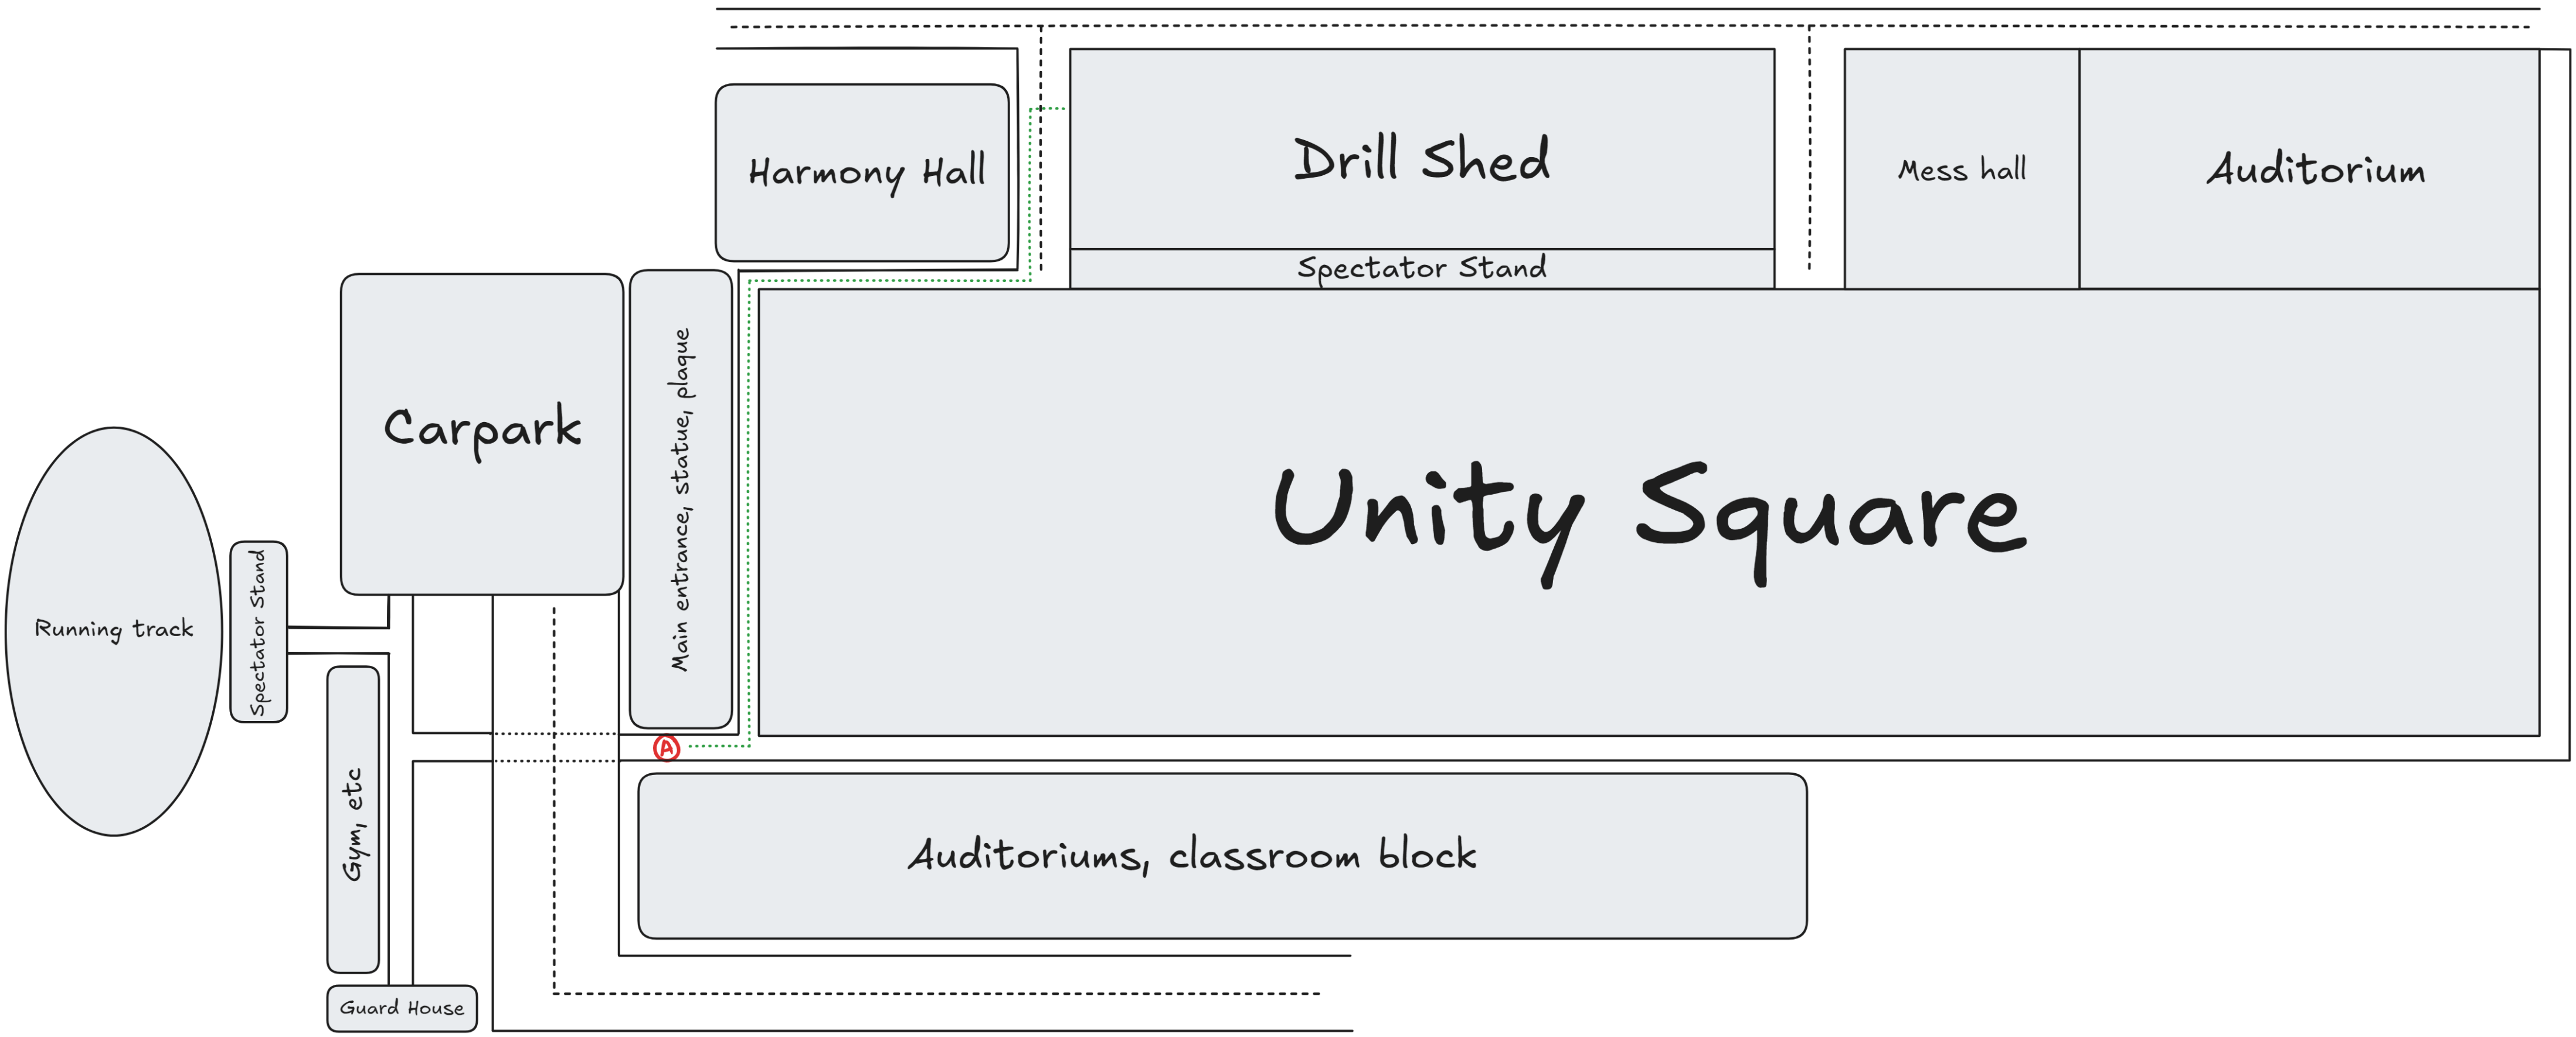 Harmony Hall
Drill Shed
Spectator Stand
Mess hall
Auditorium
Carpark
Main entrance, statue, plaque
Unity Square
Running track
Spectator Stand
Gym, etc
A
Auditoriums, classroom block
Guard House